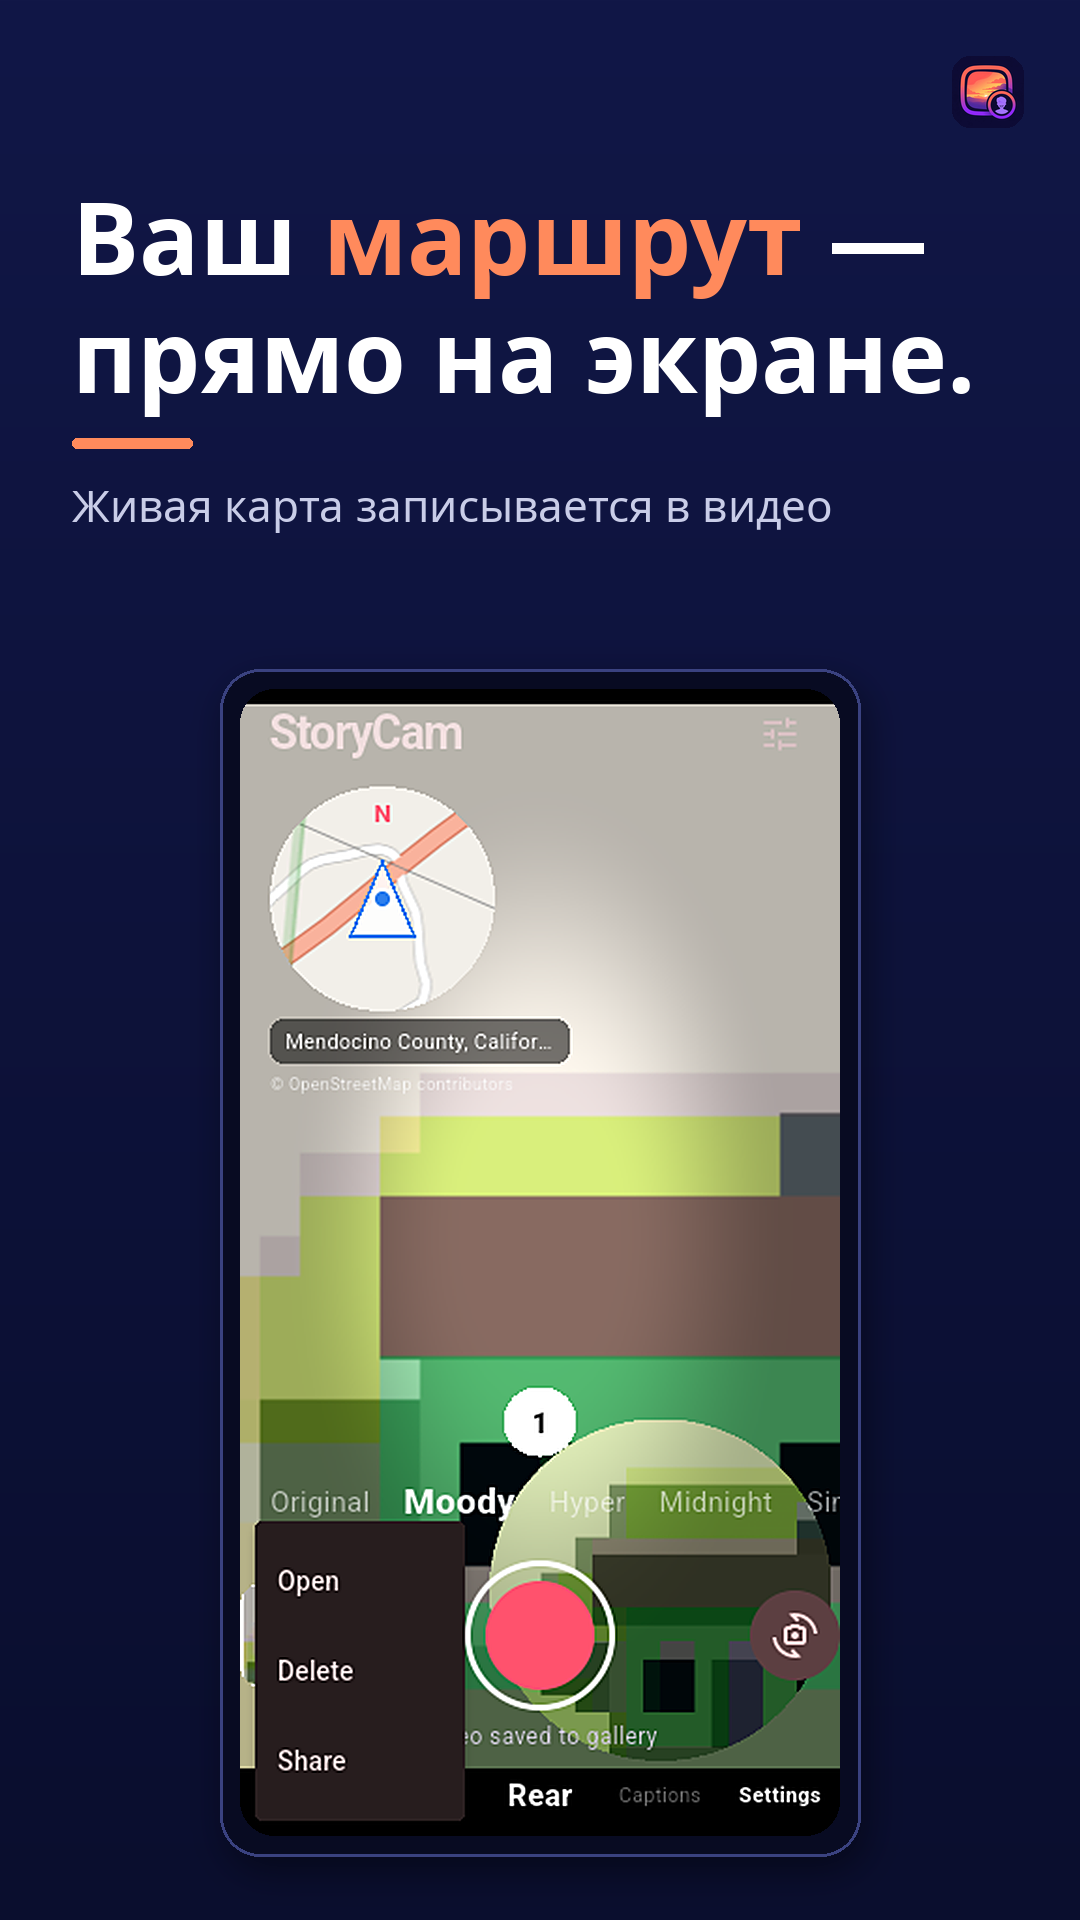 Ваш маршрут —
прямо на экране.
Живая карта записывается в видео
StoryCam
N
Mendocino County, Califor...
© OpenStreetMap contributors
1
Original Moody Hyper Midnight
Open
Delete
Share
saved to gallery
Rear Captions Settings